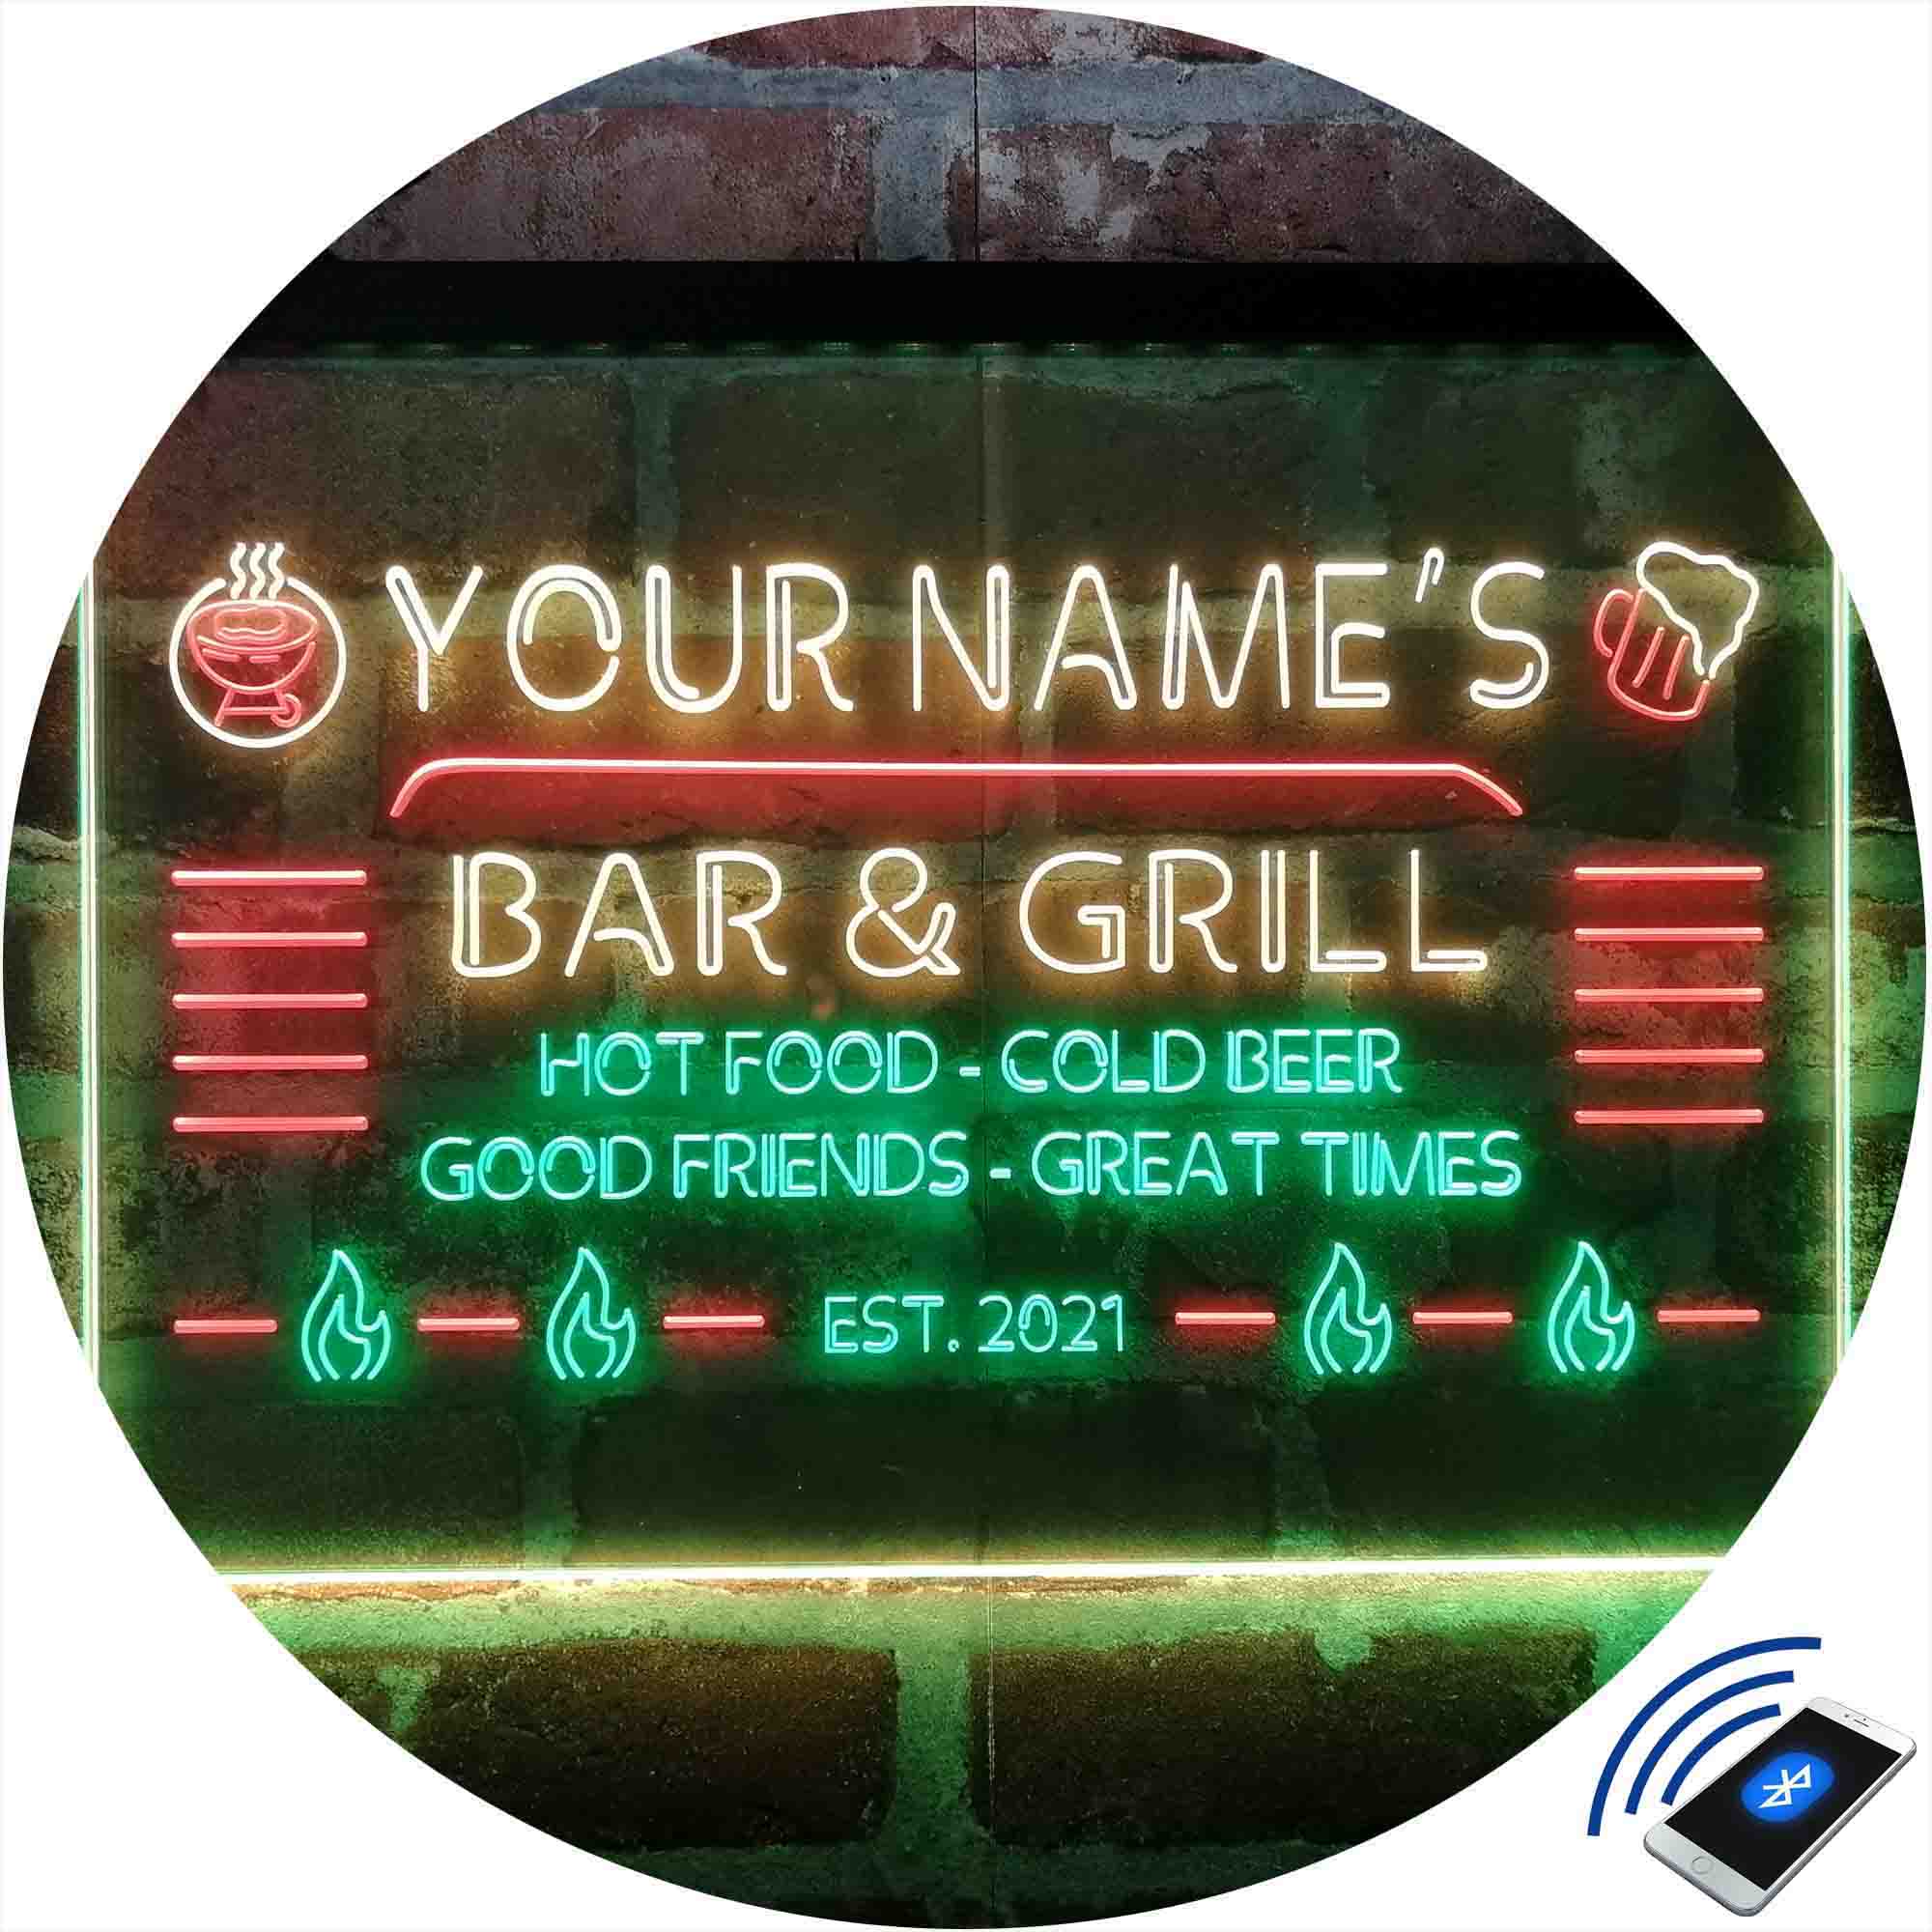 YOUR NAME'S
BAR & GRILL
HOT FOOD - COLD BEER
GOOD FRIENDS - GREAT TIMES
EST. 2021